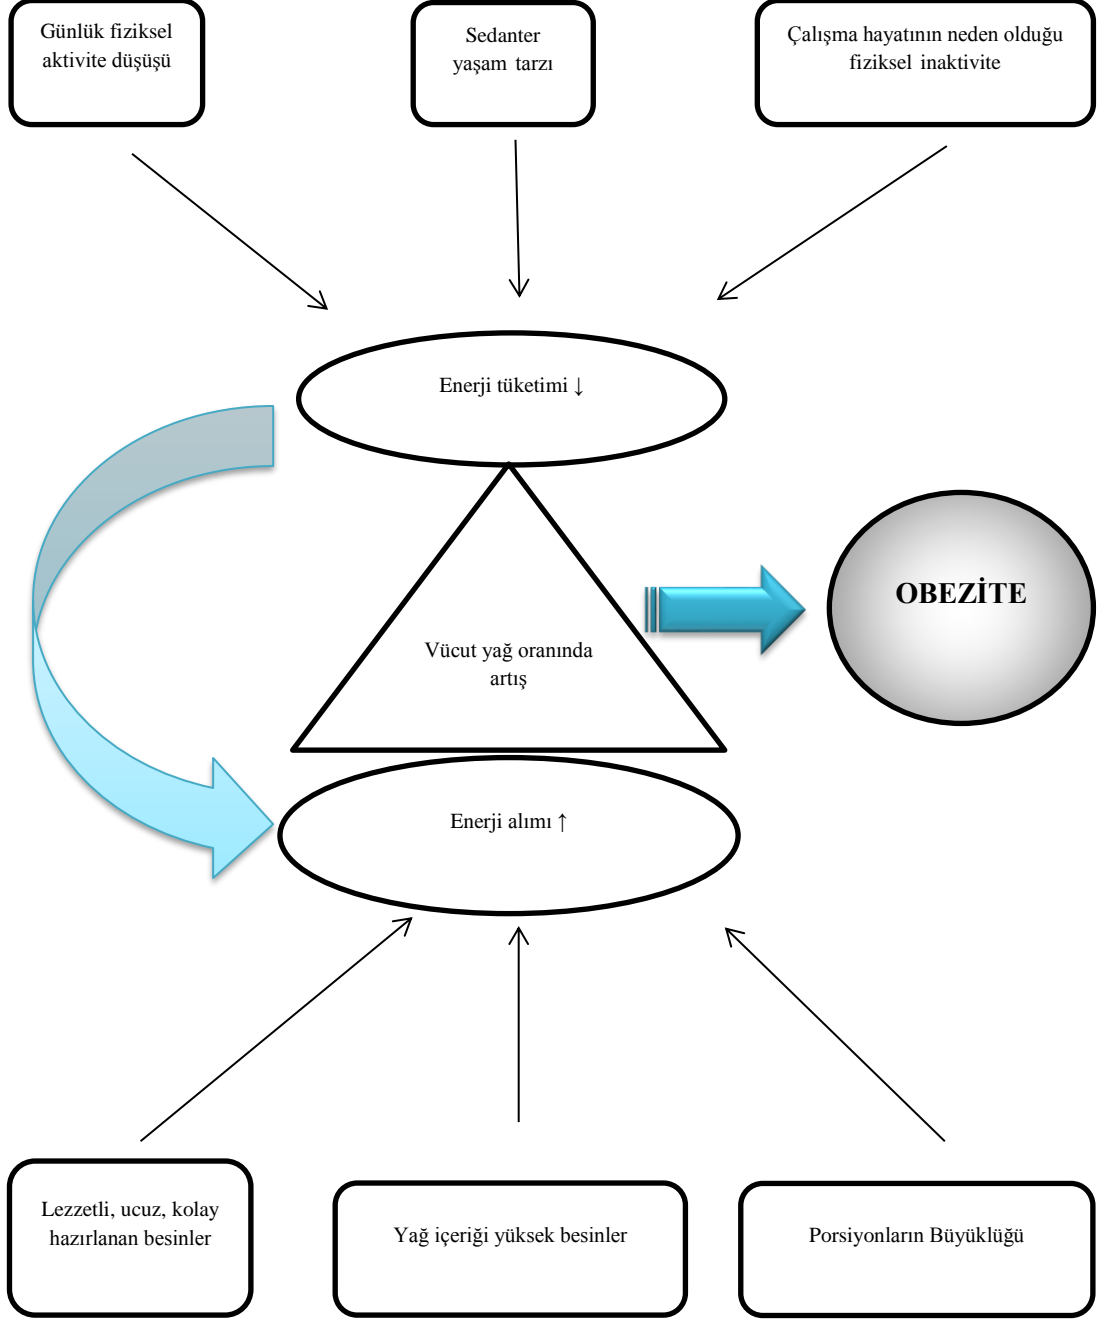 Günlük fiziksel
aktivite düşüşü
Sedanter
yaşam tarzı
Çalışma hayatının neden olduğu
fiziksel inaktivite
Enerji tüketimi ↓
OBEZİTE
Vücut yağ oranında
artış
Enerji alımı ↑
Lezzetli, ucuz, kolay
hazırlanan besinler
Yağ içeriği yüksek besinler
Porsiyonların Büyüklüğü